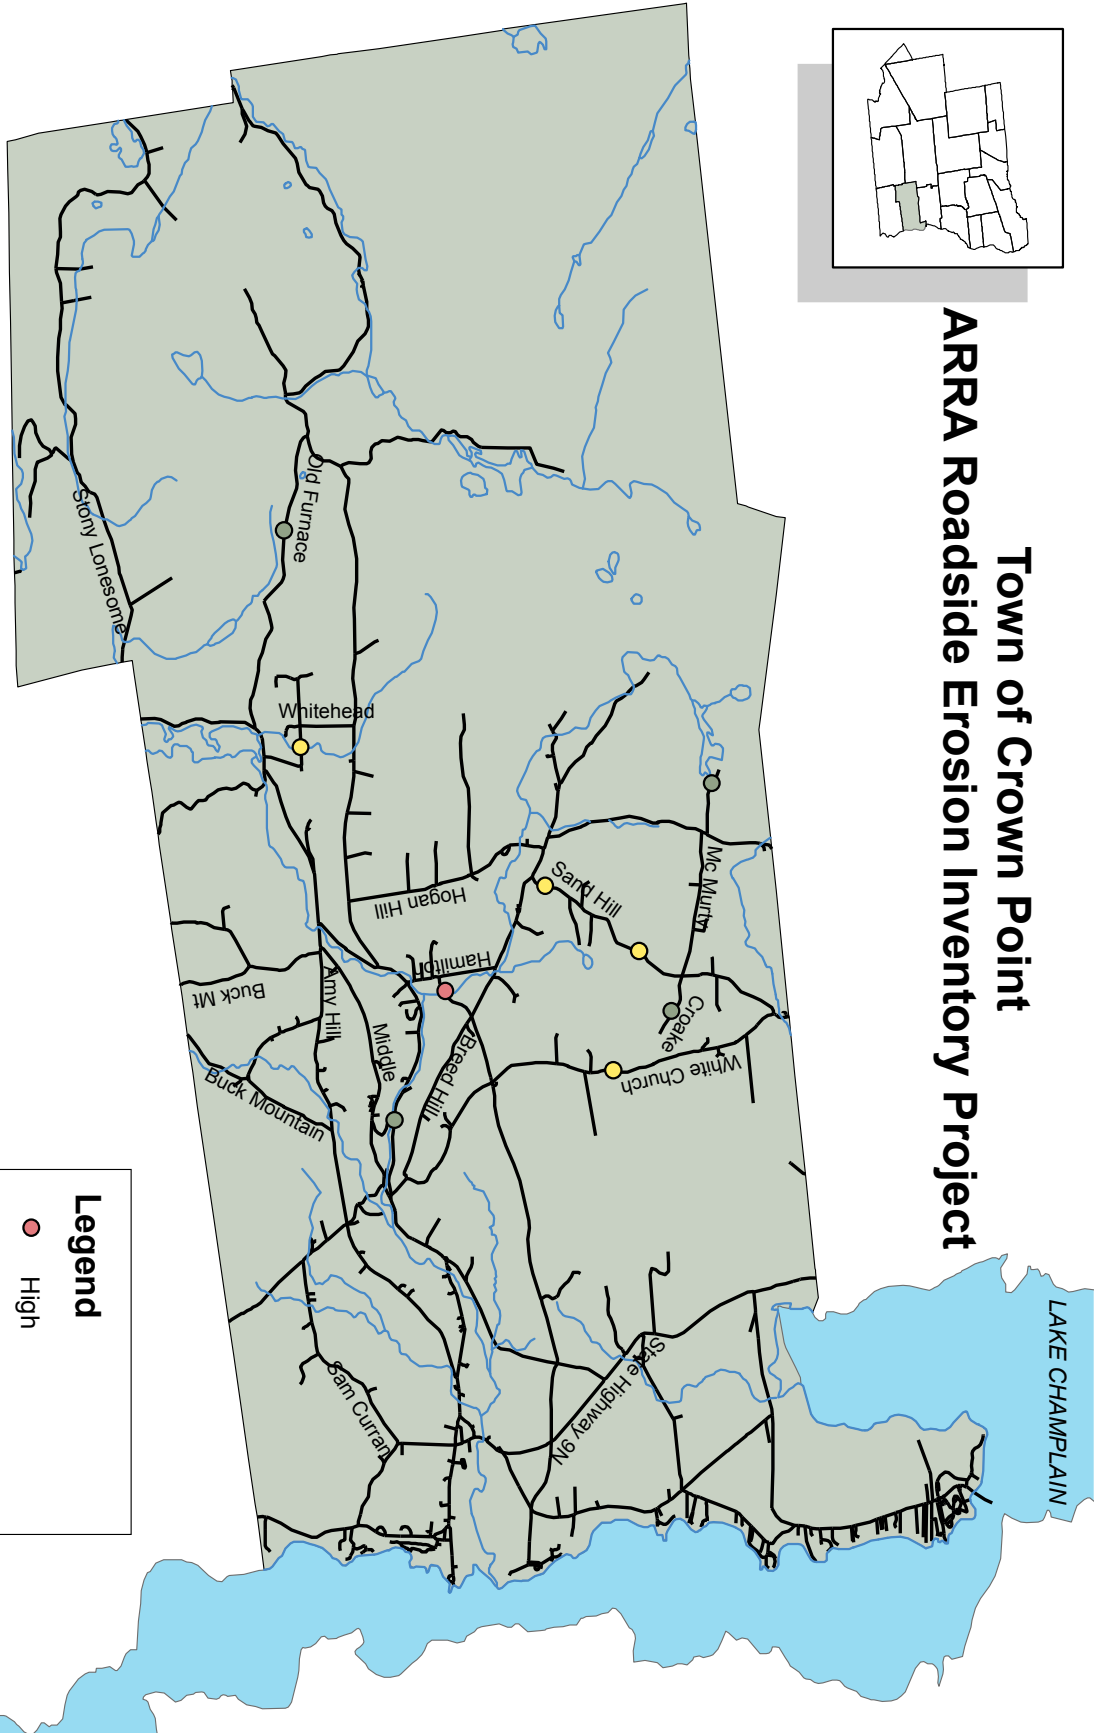 Town of Crown Point
ARRA Roadside Erosion Inventory Project
LAKE CHAMPLAIN
Mc Murty
Sand Hill
Croake
White Church
Hogan Hill
Hamilton
Breed Hill
Middle
Amy Hill
Buck Mt
Buck Mountain
Whitehead
Old Furnace
Stony Lonesome
State Highway 9N
Sam Curran
Legend
High